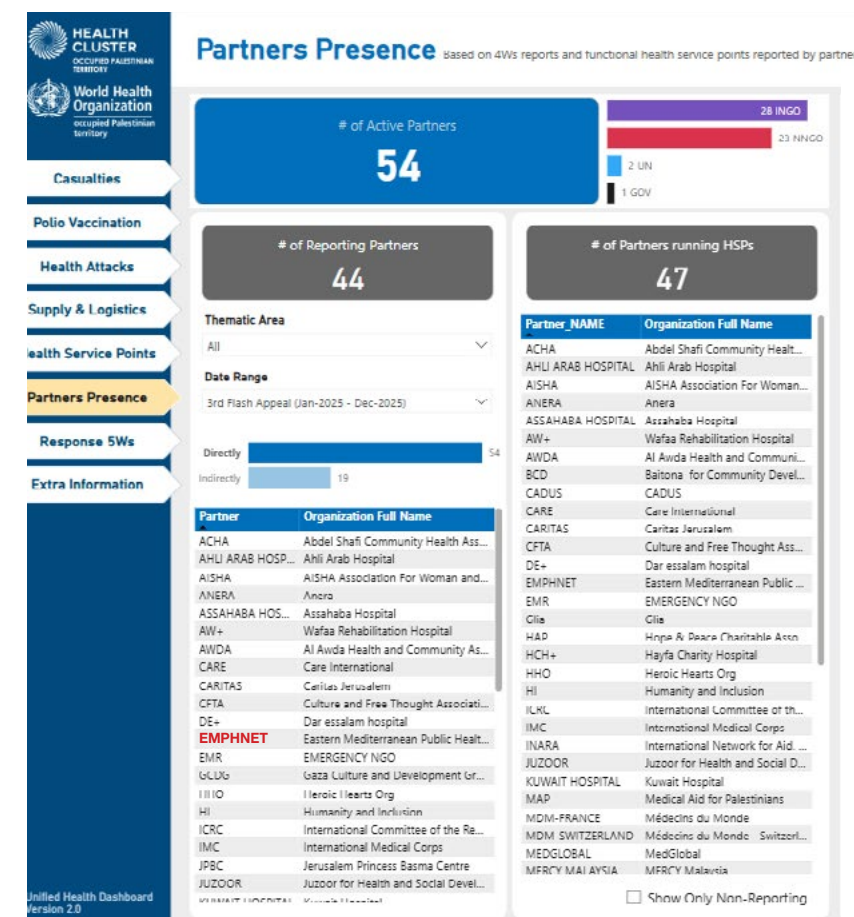 HEALTH
CLUSTER
OCCUPIED PALESTINIAN
TERRITORY
World Health
Organization
occupied Palestinian
territory
Casualties
Polio Vaccination
Health Attacks
Supply & Logistics
ealth Service Points
Partners Presence
Response 5Ws
Extra Information
Unified Health Dashboard
Version 2.0
Partners Presence Based on 4Ws reports and functional health service points reported by partner
# of Active Partners
54
28 INGO
23 NNGO
2 UN
1 GOV
# of Reporting Partners
44
Thematic Area
All
Date Range
3rd Flash Appeal (Jan-2025 - Dec-2025)
Directly 54
Indirectly 19
Partner Organization Full Name
ACHA Abdel Shafi Community Health Ass...
AHLI ARAB HOSP... Ahli Arab Hospital
AISHA AISHA Association For Woman and...
ANERA Anera
ASSAHABA HOS... Assahaba Hospital
AW+ Wafaa Rehabilitation Hospital
AWDA Al Awda Health and Community As...
CARE Care International
CARITAS Caritas Jerusalem
CFTA Culture and Free Thought Associati...
DE+ Dar essalam hospital
EMPHNET Eastern Mediterranean Public Healt...
EMR EMERGENCY NGO
GCDG Gaza Culture and Development Gr...
HHO Heroic Hearts Org
HI Humanity and Inclusion
ICRC International Committee of the Re...
IMC International Medical Corps
JPBC Jerusalem Princess Basma Centre
JUZOOR Juzoor for Health and Social Devel...
KUWAIT HOSPITAL Kuwait Hospital
# of Partners running HSPs
47
Partner_NAME Organization Full Name
ACHA Abdel Shafi Community Healt...
AHLI ARAB HOSPITAL Ahli Arab Hospital
AISHA AISHA Association For Woman...
ANERA Anera
ASSAHABA HOSPITAL Assahaba Hospital
AW+ Wafaa Rehabilitation Hospital
AWDA Al Awda Health and Communi...
BCD Baitona for Community Devel...
CADUS CADUS
CARE Care International
CARITAS Caritas Jerusalem
CFTA Culture and Free Thought Ass...
DE+ Dar essalam hospital
EMPHNET Eastern Mediterranean Public ...
EMR EMERGENCY NGO
Glia Glia
HAP Hope & Peace Charitable Asso
HCH+ Hayfa Charity Hospital
HHO Heroic Hearts Org
HI Humanity and Inclusion
ICRC International Committee of th...
IMC International Medical Corps
INARA International Network for Aid. ...
JUZOOR Juzoor for Health and Social D...
KUWAIT HOSPITAL Kuwait Hospital
MAP Medical Aid for Palestinians
MDM-FRANCE Médecins du Monde
MDM SWITZERLAND Médecins du Monde Switzerl...
MEDGLOBAL MedGlobal
MERCY MALAYSIA MERCY Malaysia
Show Only Non-Reporting